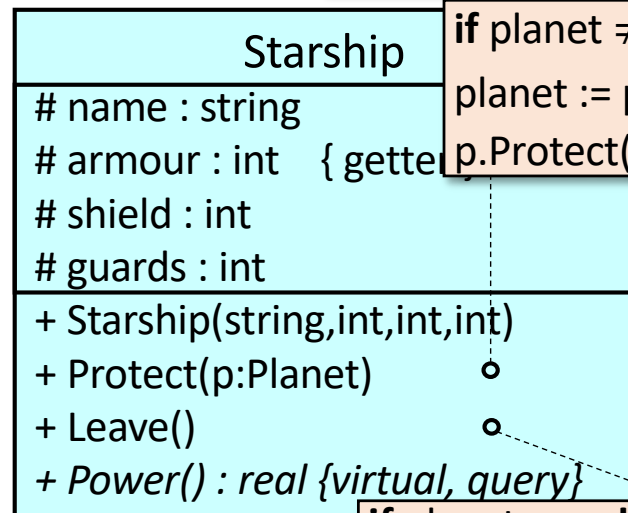 Starship
if planet
planet :=
p.Protect(
# name : string
# armour : int { getter
# shield : int
# guards : int
+ Starship(string,int,int,int)
+ Protect(p:Planet)
+ Leave()
+ Power() : real {virtual, query}